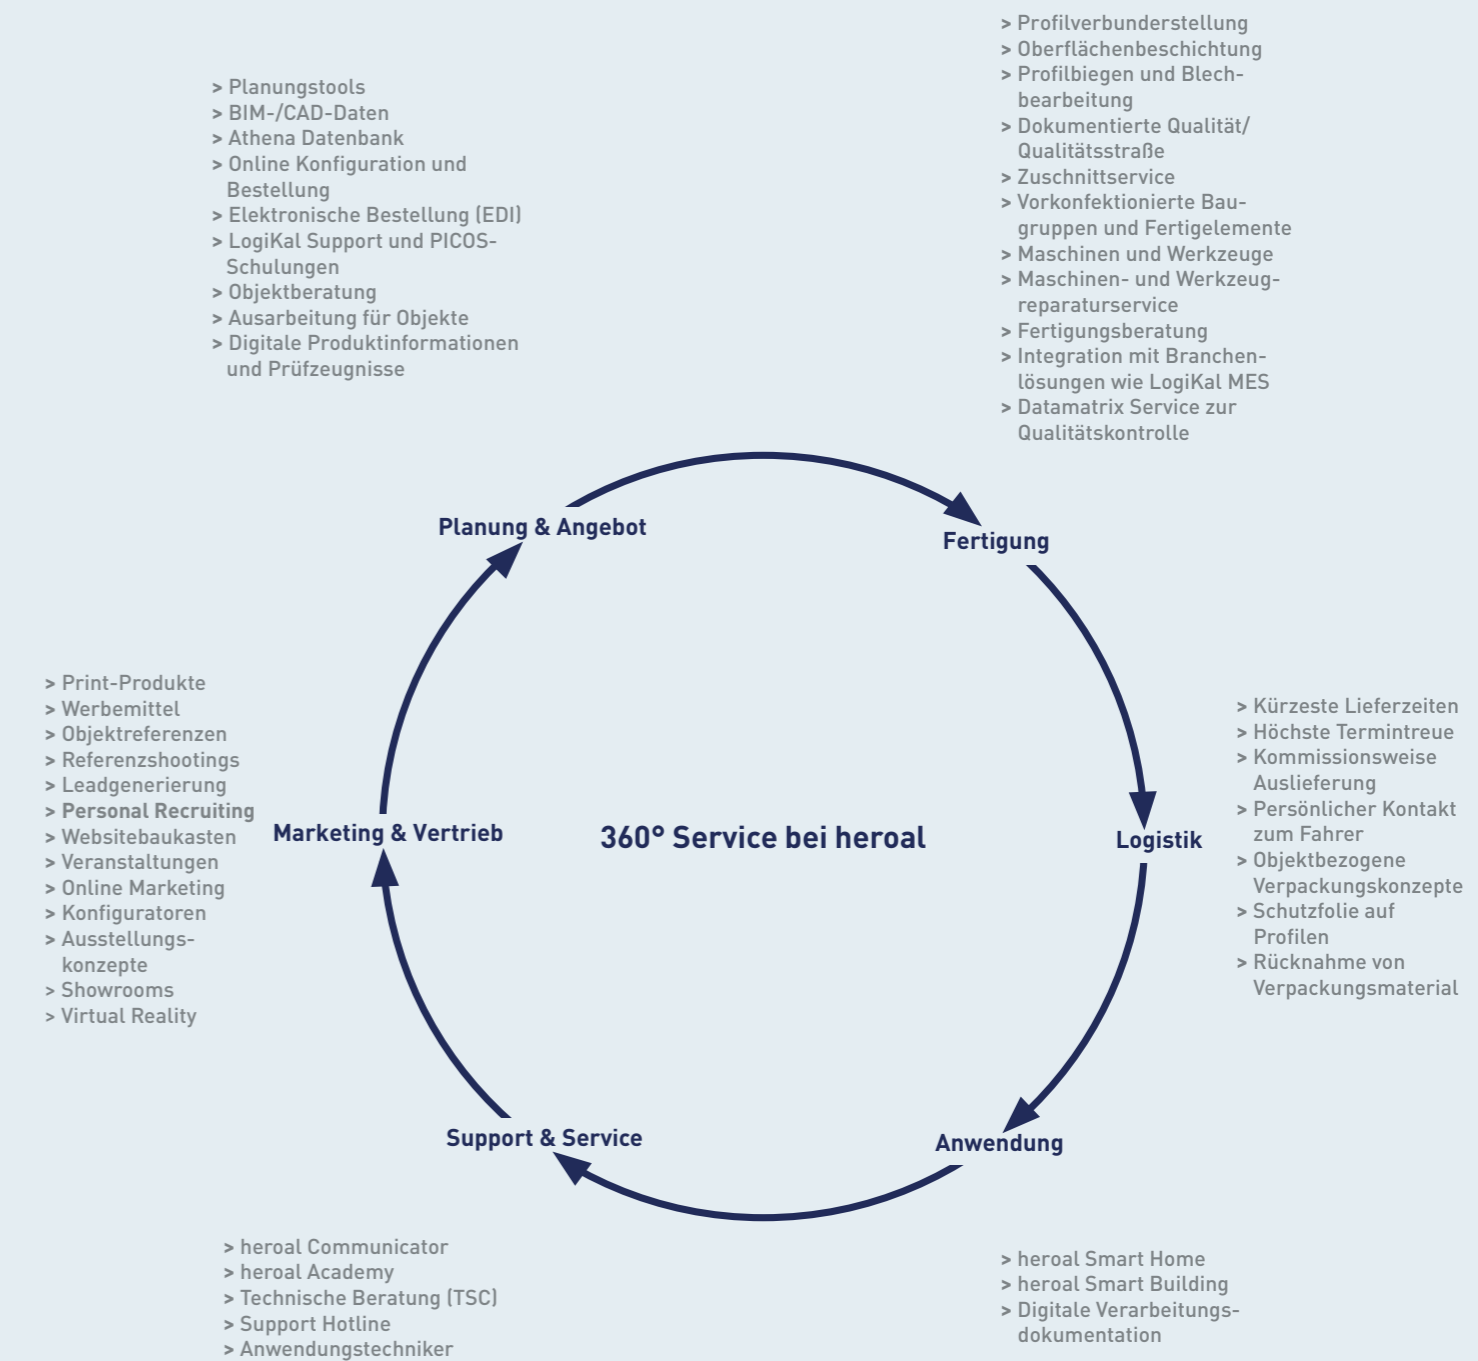 > Planungstools
> BIM-/CAD-Daten
> Athena Datenbank
> Online Konfiguration und
Bestellung
> Elektronische Bestellung (EDI)
> LogiKal Support und PICOS-
Schulungen
> Objektberatung
> Ausarbeitung für Objekte
> Digitale Produktinformationen
und Prüfzeugnisse
> Profilverbunderstellung
> Oberflächenbeschichtung
> Profilbiegen und Blech-
bearbeitung
> Dokumentierte Qualität/
Qualitätsstraße
> Zuschnittservice
> Vorkonfektionierte Bau-
gruppen und Fertigelemente
> Maschinen und Werkzeuge
> Maschinen- und Werkzeug-
reparaturservice
> Fertigungsberatung
> Integration mit Branchen-
lösungen wie LogiKal MES
> Datamatrix Service zur
Qualitätskontrolle
Planung & Angebot
Fertigung
> Print-Produkte
> Werbemittel
> Objektreferenzen
> Referenzshootings
> Leadgenerierung
> Personal Recruiting
> Websitebaukasten
> Veranstaltungen
> Online Marketing
> Konfiguratoren
> Ausstellungs-
konzepte
> Showrooms
> Virtual Reality
Marketing & Vertrieb
360° Service bei heroal
Logistik
> Kürzeste Lieferzeiten
> Höchste Termintreue
> Kommissionsweise
Auslieferung
> Persönlicher Kontakt
zum Fahrer
> Objektbezogene
Verpackungskonzepte
> Schutzfolie auf
Profilen
> Rücknahme von
Verpackungsmaterial
Support & Service
Anwendung
> heroal Communicator
> heroal Academy
> Technische Beratung (TSC)
> Support Hotline
> Anwendungstechniker
> heroal Smart Home
> heroal Smart Building
> Digitale Verarbeitungs-
dokumentation